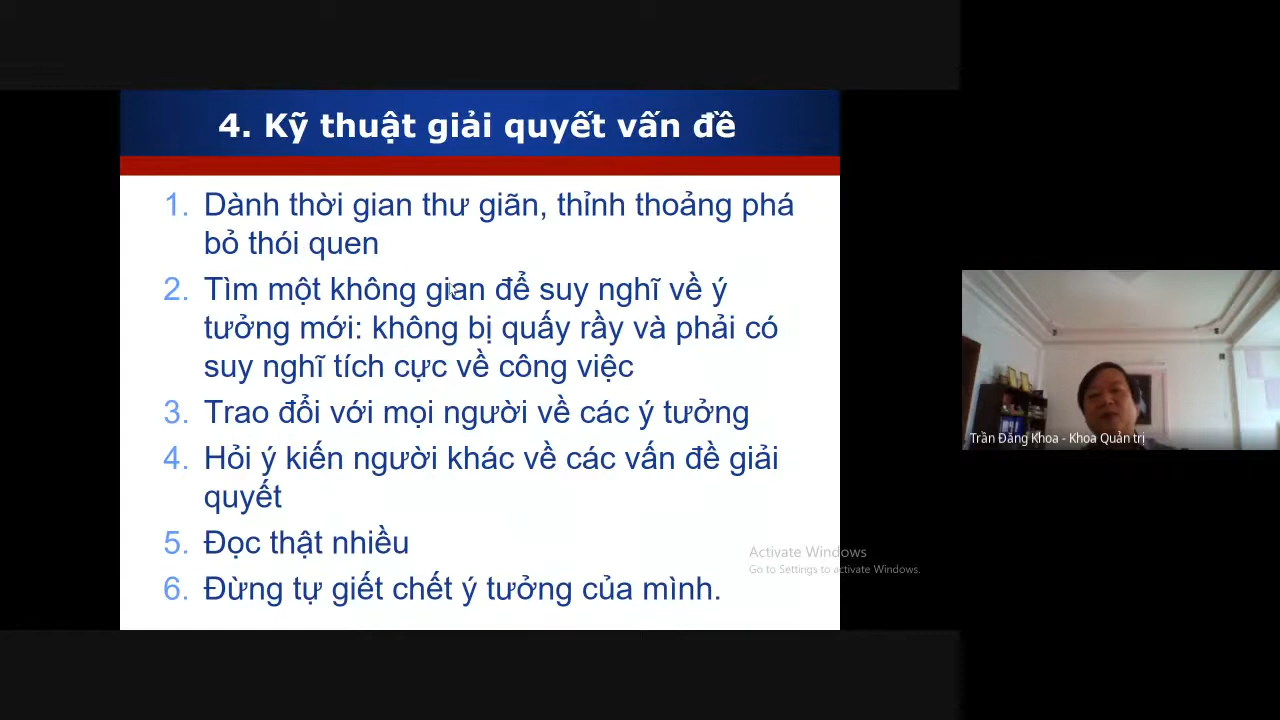 4. Kỹ thuật giải quyết vấn đề
1. Dành thời gian thư giãn, thỉnh thoảng phá
bỏ thói quen
2. Tìm một không gian để suy nghĩ về ý
tưởng mới: không bị quấy rầy và phải có
suy nghĩ tích cực về công việc
3. Trao đổi với mọi người về các ý tưởng
4. Hỏi ý kiến người khác về các vấn đề giải
quyết
5. Đọc thật nhiều
6. Đừng tự giết chết ý tưởng của mình.
Activate Windows
Go to Settings to activate Windows.
Trần Đăng Khoa - Khoa Quản trị